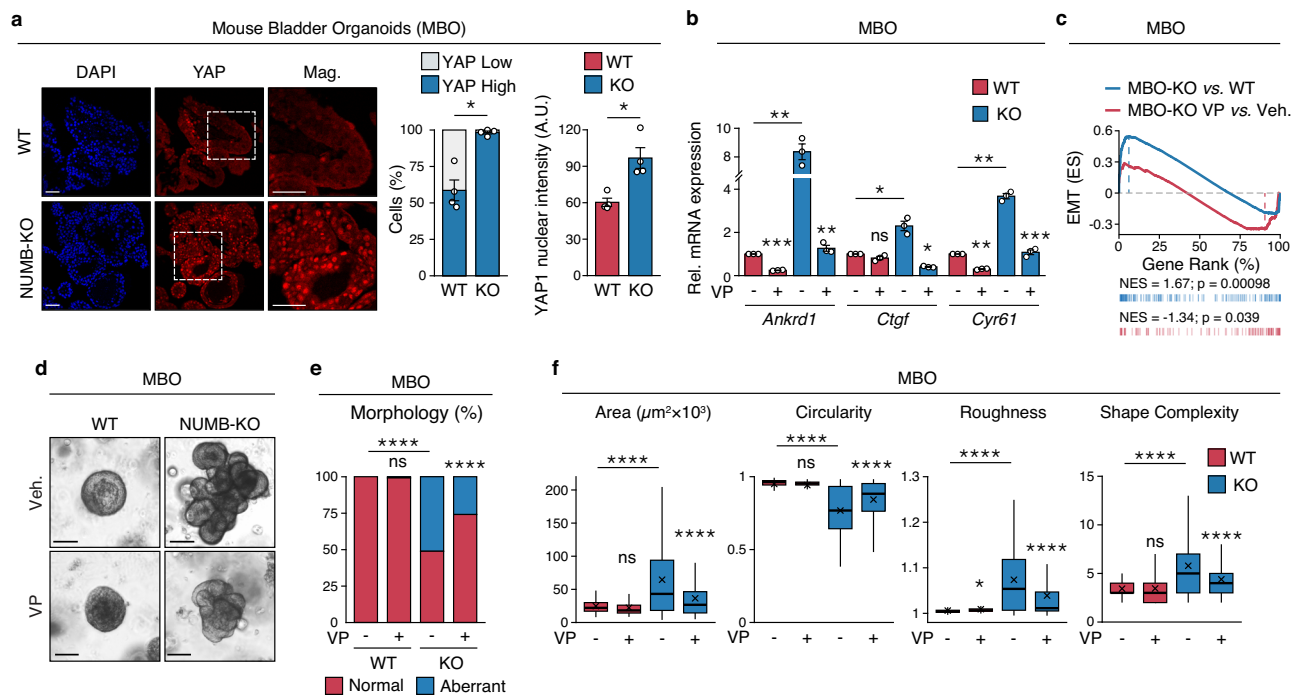 a
Mouse Bladder Organoids (MBO)
DAPI
YAP
Mag.
WT
NUMB-KO
YAP Low
YAP High
*
Cells (%)
100
75
50
25
0
WT KO
WT
KO
*
YAP1 nuclear intensity (A.U.)
120
90
60
30
0
WT KO
b
MBO
WT
KO
Rel. mRNA expression
10
8
6
4
2
1
0
**
***
**
*
ns
*
**
**
***
VP - + - + - + - + - + - +
Ankrd1
Ctgf
Cyr61
c
MBO
MBO-KO vs. WT
MBO-KO VP vs. Veh.
EMT (ES)
0.6
0.3
0
-0.3
0 25 50 75 100
Gene Rank (%)
NES = 1.67; p = 0.00098
NES = -1.34; p = 0.039
d
MBO
WT
NUMB-KO
Veh.
VP
e
MBO
Morphology (%)
****
ns
****
100
75
50
25
0
VP - + - +
WT
KO
Normal
Aberrant
f
MBO
Area (μm²×10³)
****
ns
****
250
200
150
100
50
0
VP - + - +
Circularity
****
ns
****
1
0.5
0
- + - +
Roughness
****
*
****
1.3
1.2
1.1
1
- + - +
Shape Complexity
WT
KO
****
ns
****
15
10
5
0
- + - +